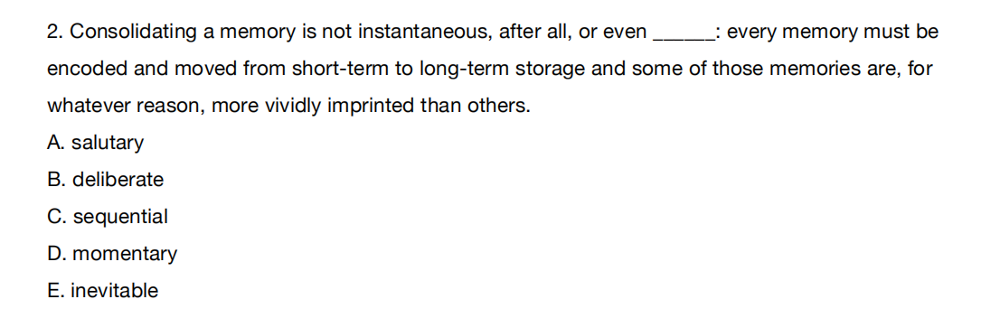 2. Consolidating a memory is not instantaneous, after all, or even ______: every memory must be
encoded and moved from short-term to long-term storage and some of those memories are, for
whatever reason, more vividly imprinted than others.
A. salutary
B. deliberate
C. sequential
D. momentary
E. inevitable